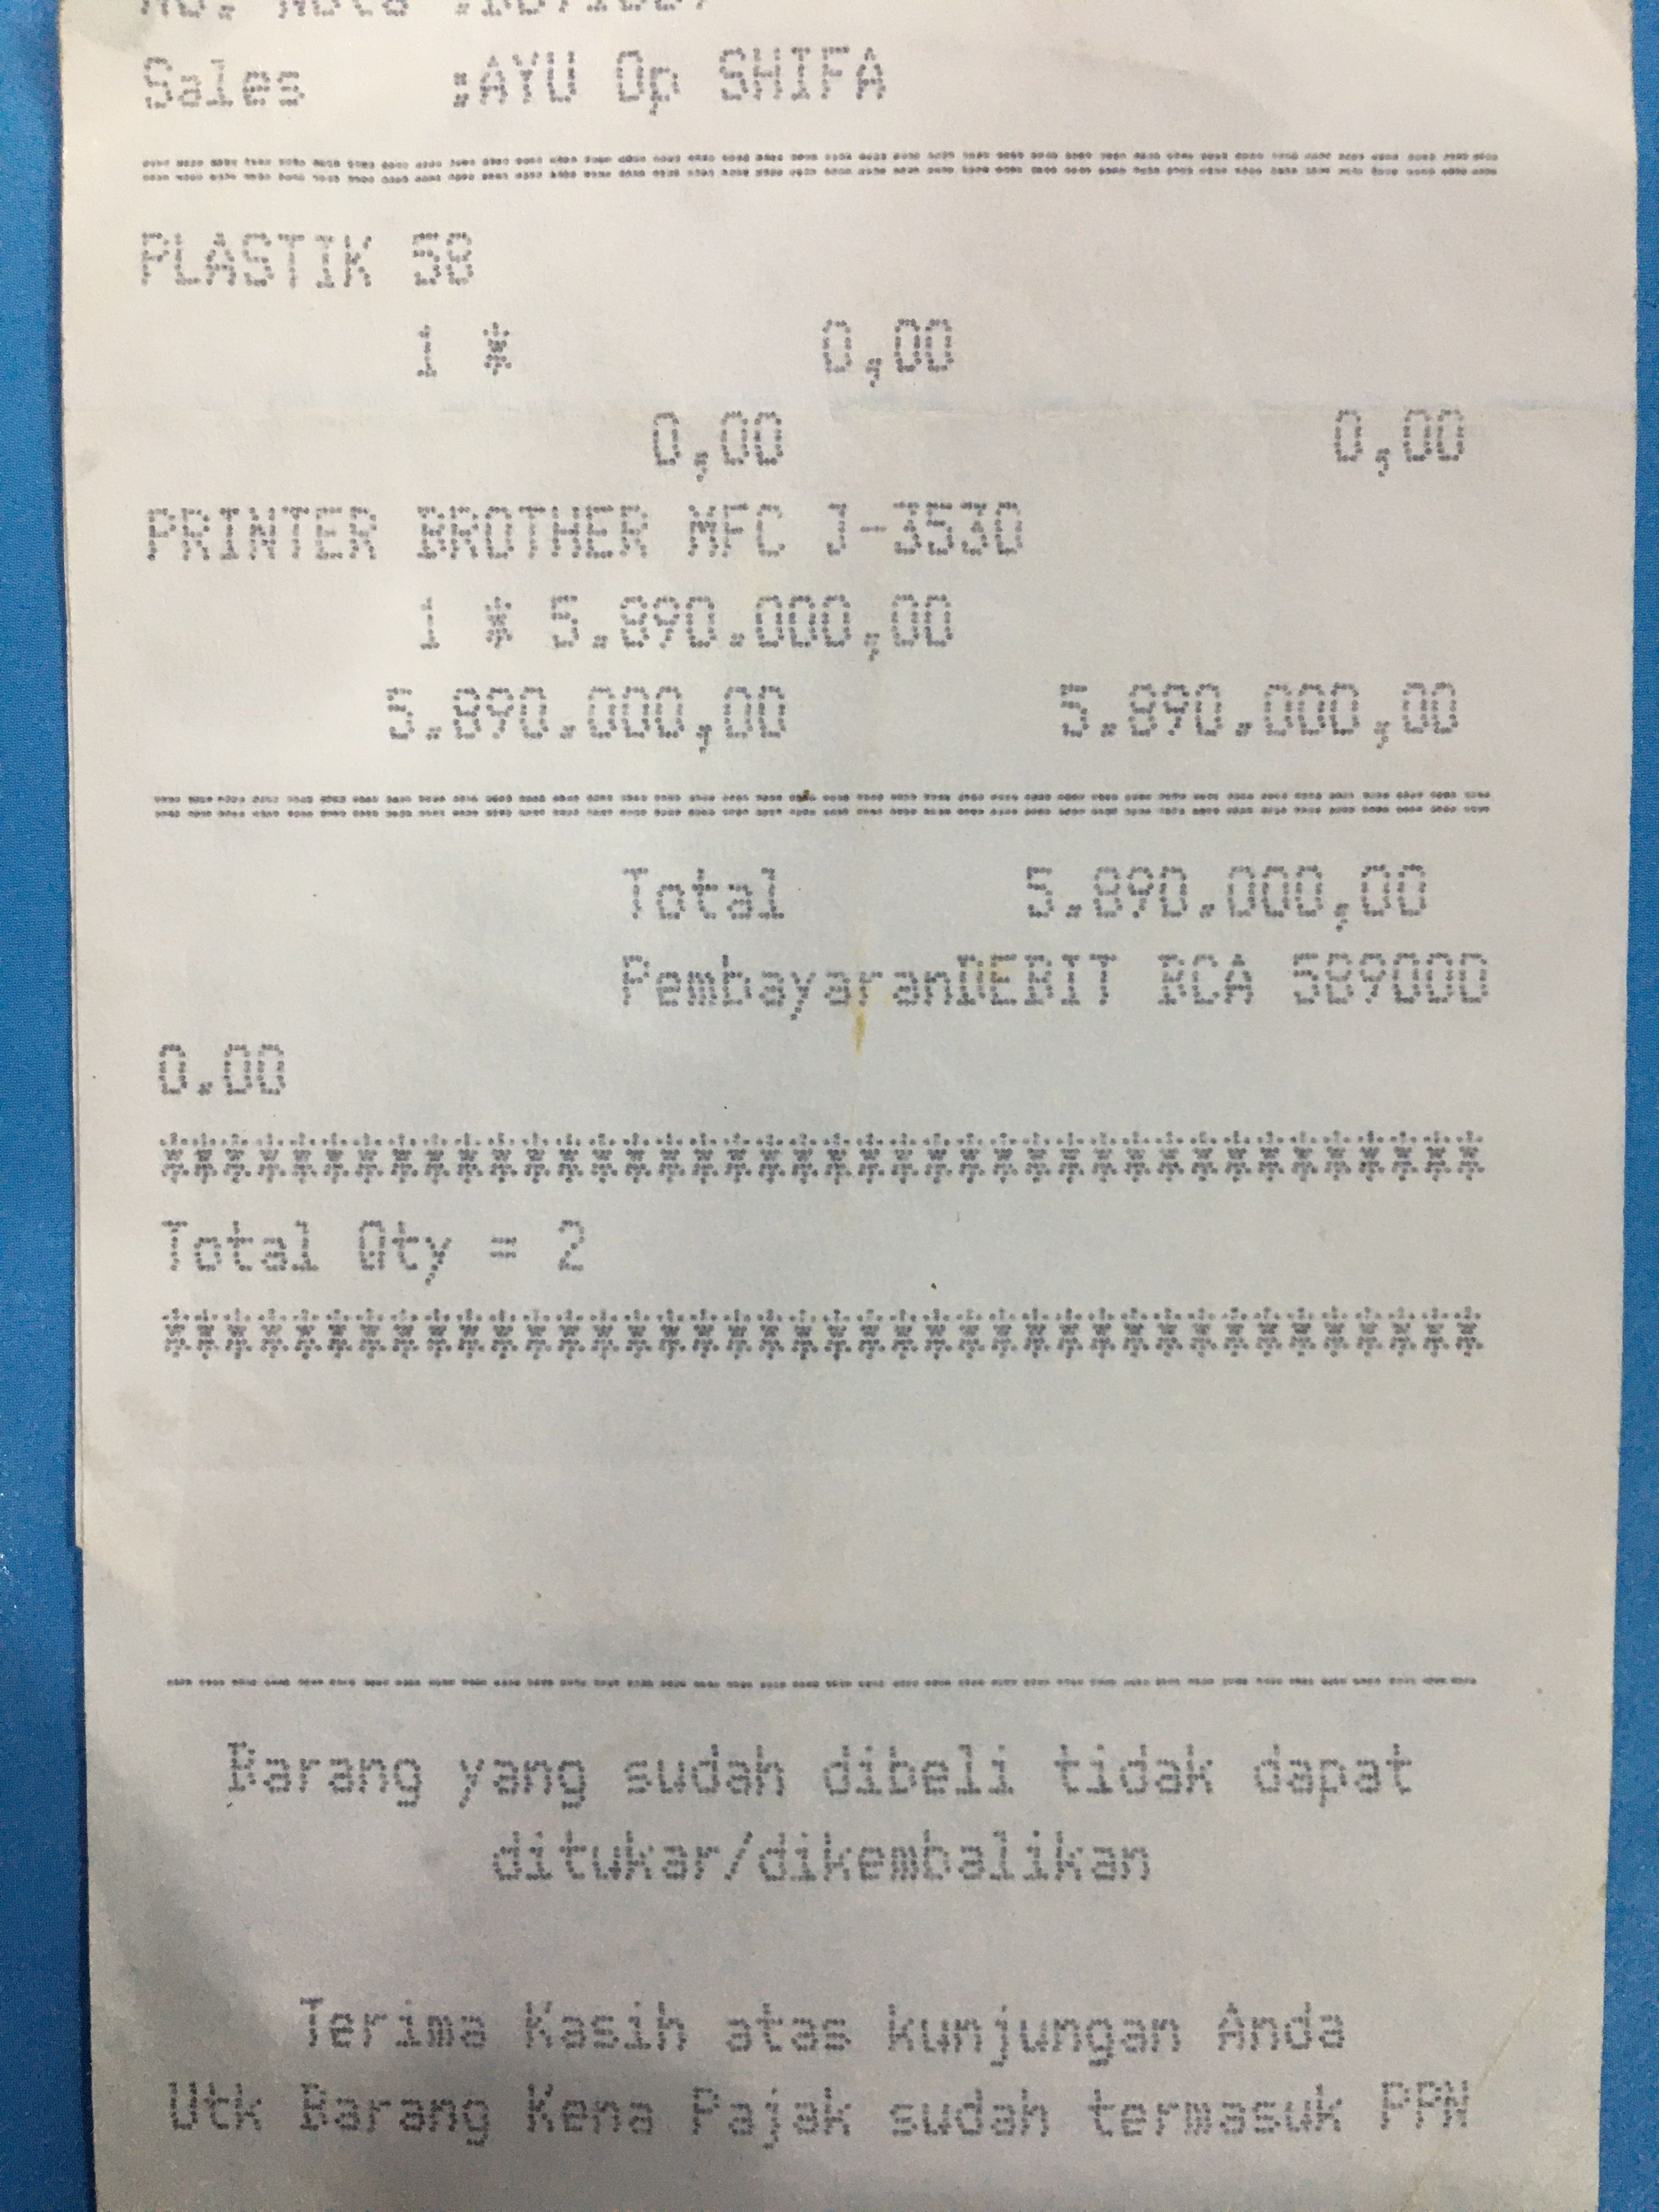 Sales :AYU Op SHIFA
PLASTIK 58
1 * 0,00
0,00 0,00
PRINTER BROTHER MFC J-3530
1 * 5.890.000,00
5.890.000,00 5.890.000,00
Total 5.890.000,00
PembayaranDEBIT BCA 589000
0.00
****************************************
Total Qty = 2
****************************************
Barang yang sudah dibeli tidak dapat
ditukar/dikembalikan
Terima Kasih atas kunjungan Anda
Utk Barang Kena Pajak sudah termasuk PPN